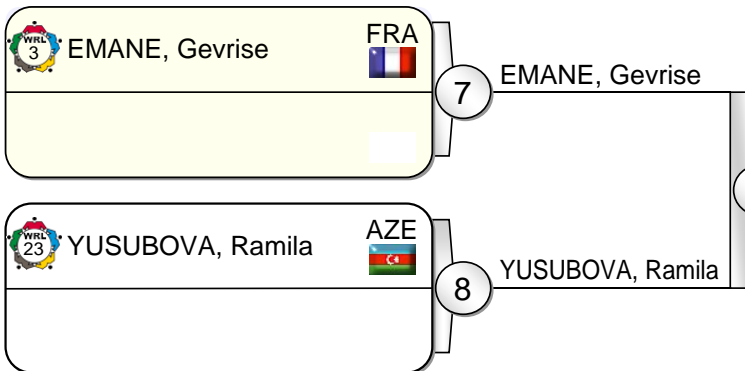 WRL
3
EMANE, Gevrise
FRA
7
EMANE, Gevrise
WRL
23
YUSUBOVA, Ramila
AZE
8
YUSUBOVA, Ramila